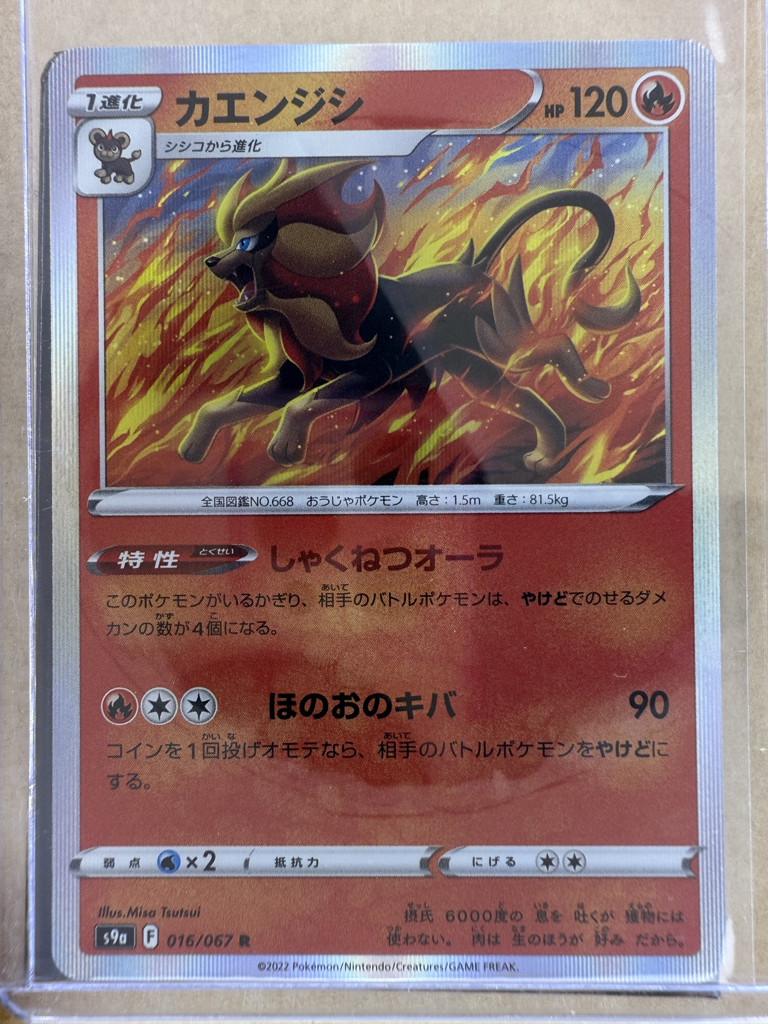 1進化
カエンジシ
HP 120
シシコから進化
全国図鑑NO.668 おうじゃポケモン 高さ：1.5m 重さ：81.5kg
特性 とくせい しゃくねつオーラ
このポケモンがいるかぎり、相手のバトルポケモンは、やけどでのせるダメ
カンの数が4個になる。
ほのおのキバ 90
コインを1回投げオモテなら、相手のバトルポケモンをやけどに
する。
弱点 ×2 抵抗力 にげる
Illus.Misa Tsutsui
摂氏 6000度の 息を 吐くが 獲物には
使わない。 肉は 生のほうが 好み だから。
s9a F 016/067 R
©2022 Pokémon/Nintendo/Creatures/GAME FREAK.